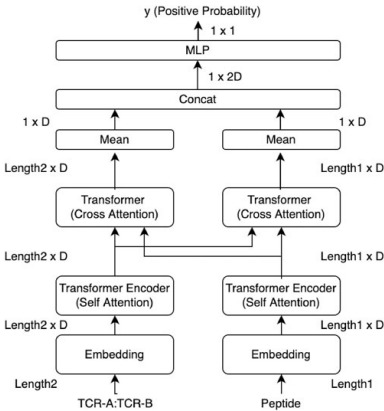 y (Positive Probability)
1 x 1
MLP
1 x 2D
Concat
1 x D
1 x D
Mean
Mean
Length2 x D
Length1 x D
Transformer
(Cross Attention)
Transformer
(Cross Attention)
Length2 x D
Length1 x D
Transformer Encoder
(Self Attention)
Transformer Encoder
(Self Attention)
Length2 x D
Length1 x D
Embedding
Embedding
Length2
Length1
TCR-A:TCR-B
Peptide